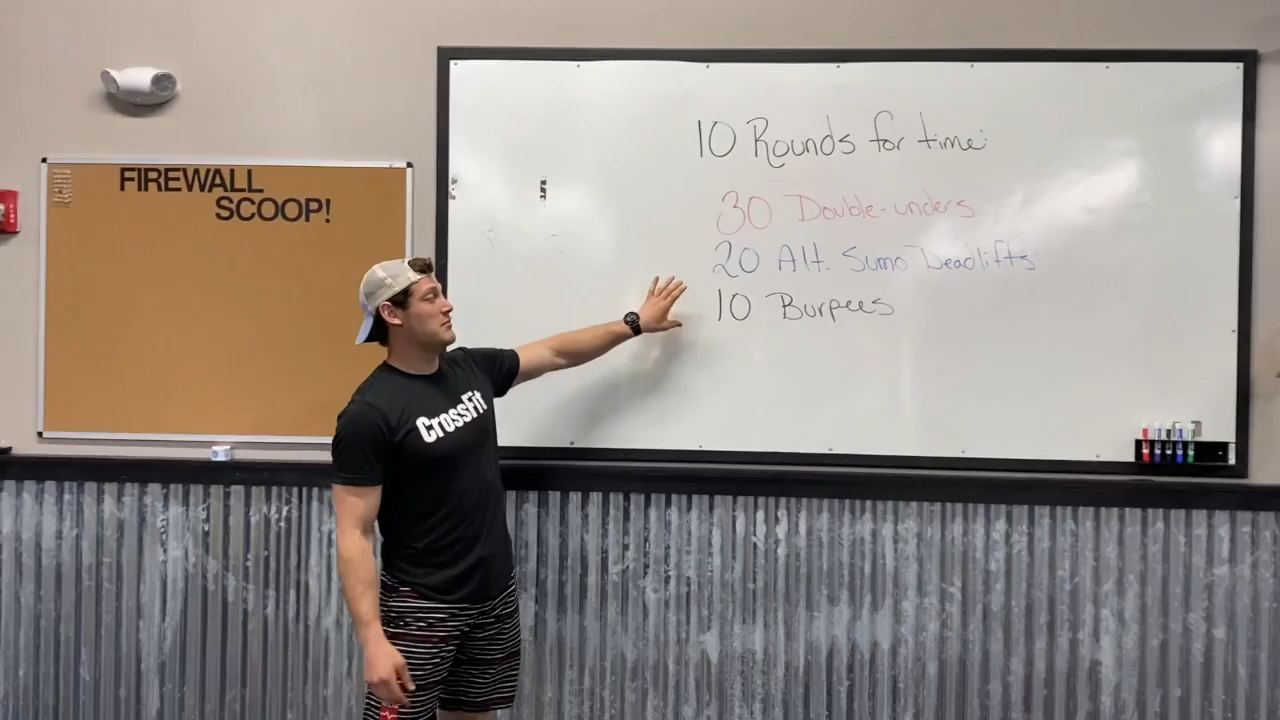 FIREWALL
SCOOP!
10 Rounds for time:
30 Double-unders
20 Alt. Sumo Deadlifts
10 Burpees
CrossFit